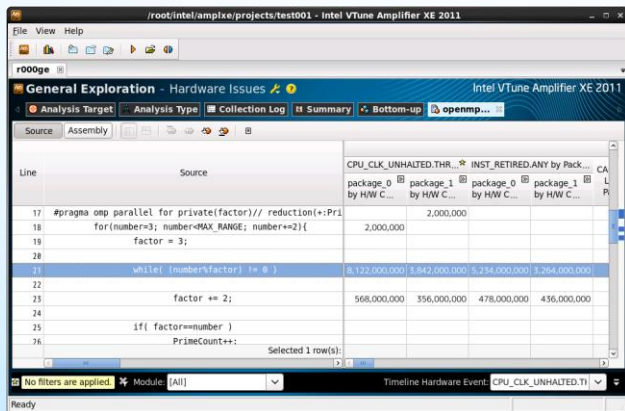 /root/intel/amplxe/projects/test001 - Intel VTune Amplifier XE 2011
File View Help
r000ge
General Exploration - Hardware Issues Intel VTune Amplifier XE 2011
Analysis Target Analysis Type Collection Log Summary Bottom-up openmp...
Source Assembly
Line Source CPU_CLK_UNHALTED.THR... INST_RETIRED.ANY by Pack... CA
package_0 package_1 package_0 package_1 L
by H/W C... by H/W C... by H/W C... by H/W C... Pa
17 #pragma omp parallel for private(factor)// reduction(+:Pri 2,000,000
18 for(number=3; number<MAX_RANGE; number+=2){ 2,000,000
19 factor = 3;
20
21 while( (number%factor) != 0 ) 8,122,000,000 3,842,000,000 5,234,000,000 3,264,000,000
22
23 factor += 2; 568,000,000 356,000,000 478,000,000 436,000,000
24
25 if( factor==number )
26 PrimeCount++;
Selected 1 row(s):
No filters are applied. Module: [All] Timeline Hardware Event: CPU_CLK_UNHALTED.TH
Ready